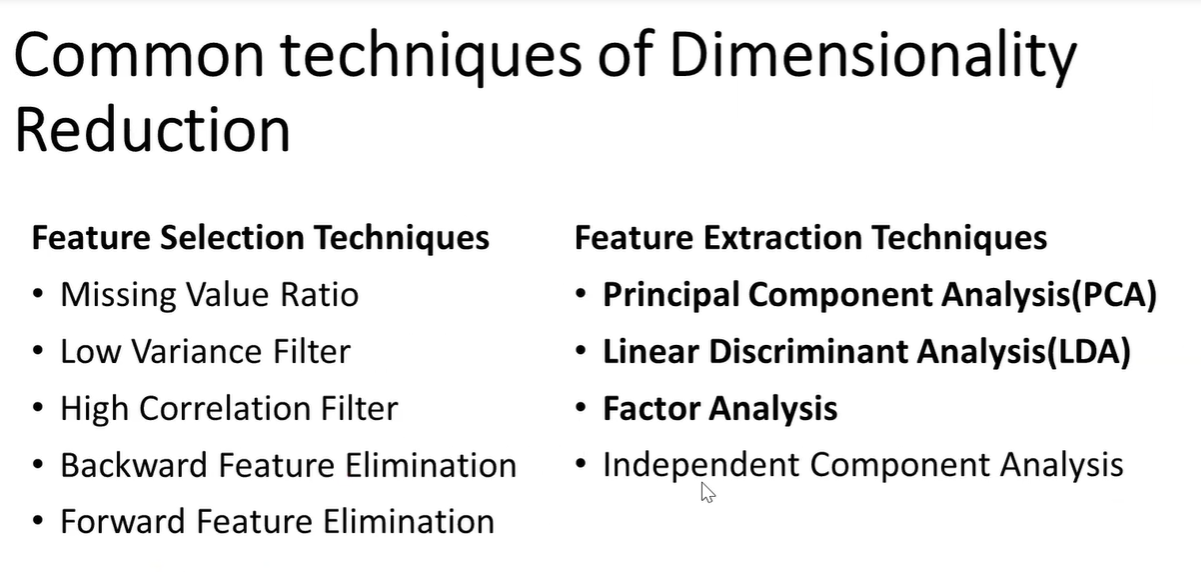 Common techniques of Dimensionality
Reduction
Feature Selection Techniques
• Missing Value Ratio
• Low Variance Filter
• High Correlation Filter
• Backward Feature Elimination
• Forward Feature Elimination
Feature Extraction Techniques
• Principal Component Analysis(PCA)
• Linear Discriminant Analysis(LDA)
• Factor Analysis
• Independent Component Analysis